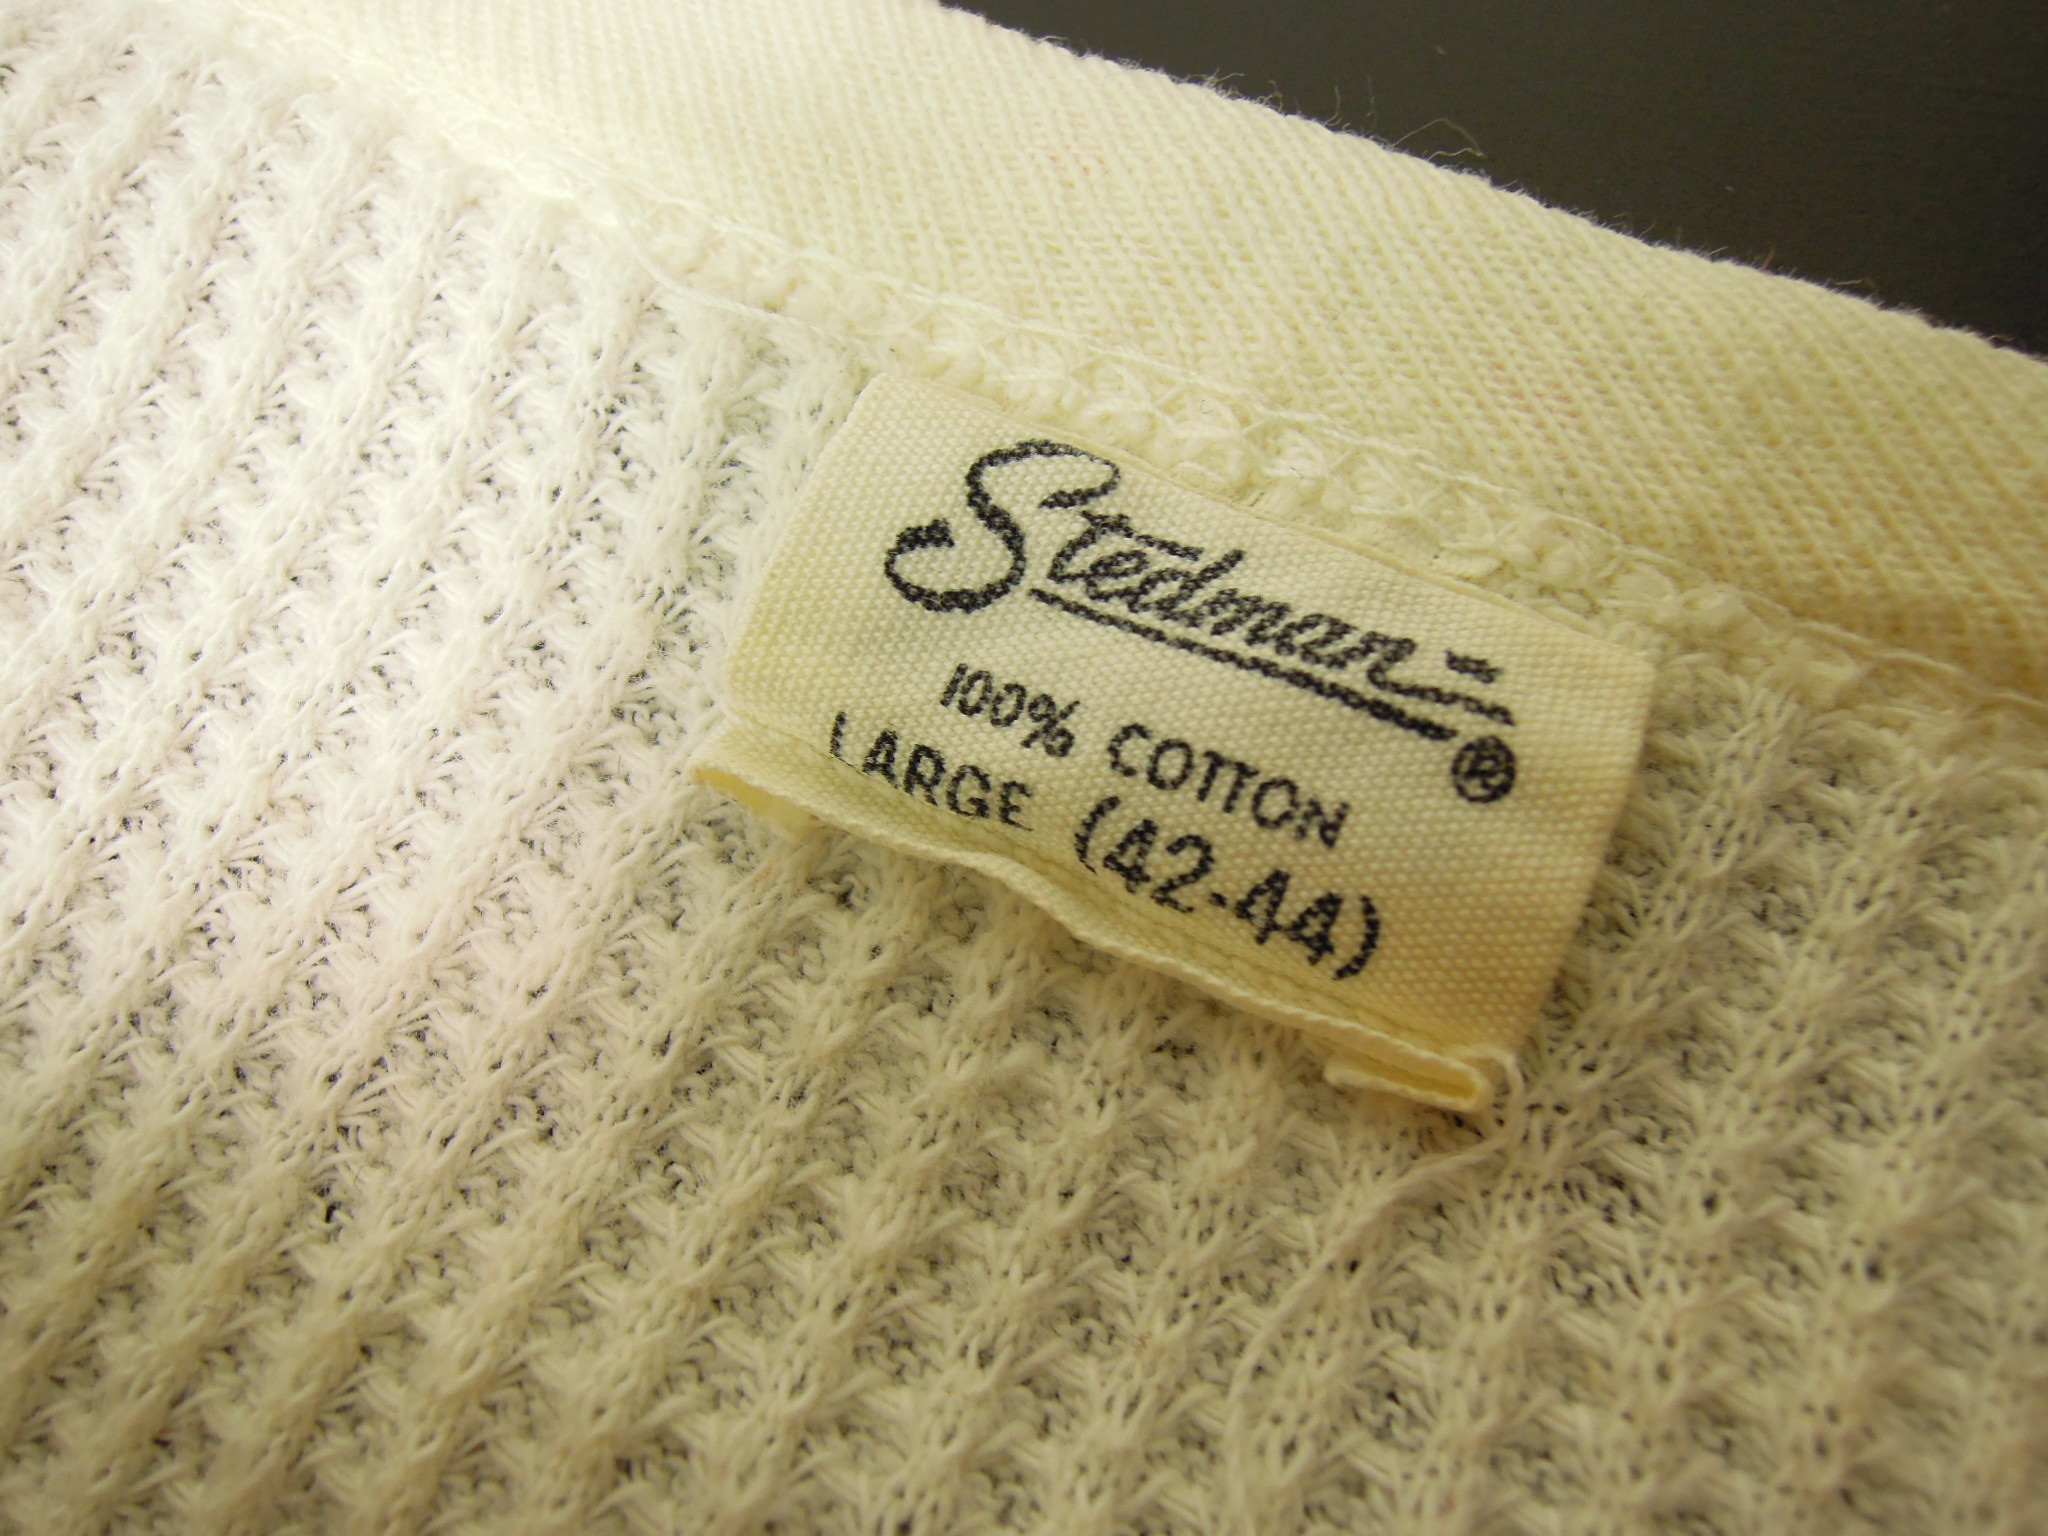 Stedman
®
100% COTTON
LARGE (42-44)